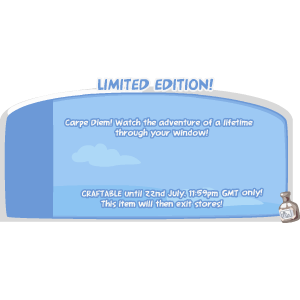 LIMITED EDITION!
Carpe Diem! Watch the adventure of a lifetime
through your window!
CRAFTABLE until 22nd July, 11:59pm GMT only!
This item will then exit stores!